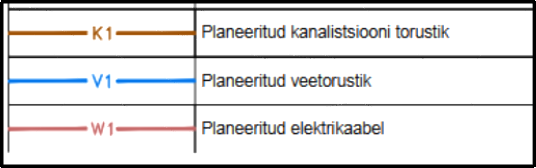 K1 Planeeritud kanalistsiooni torustik
V1 Planeeritud veetorustik
W1 Planeeritud elektrikaabel